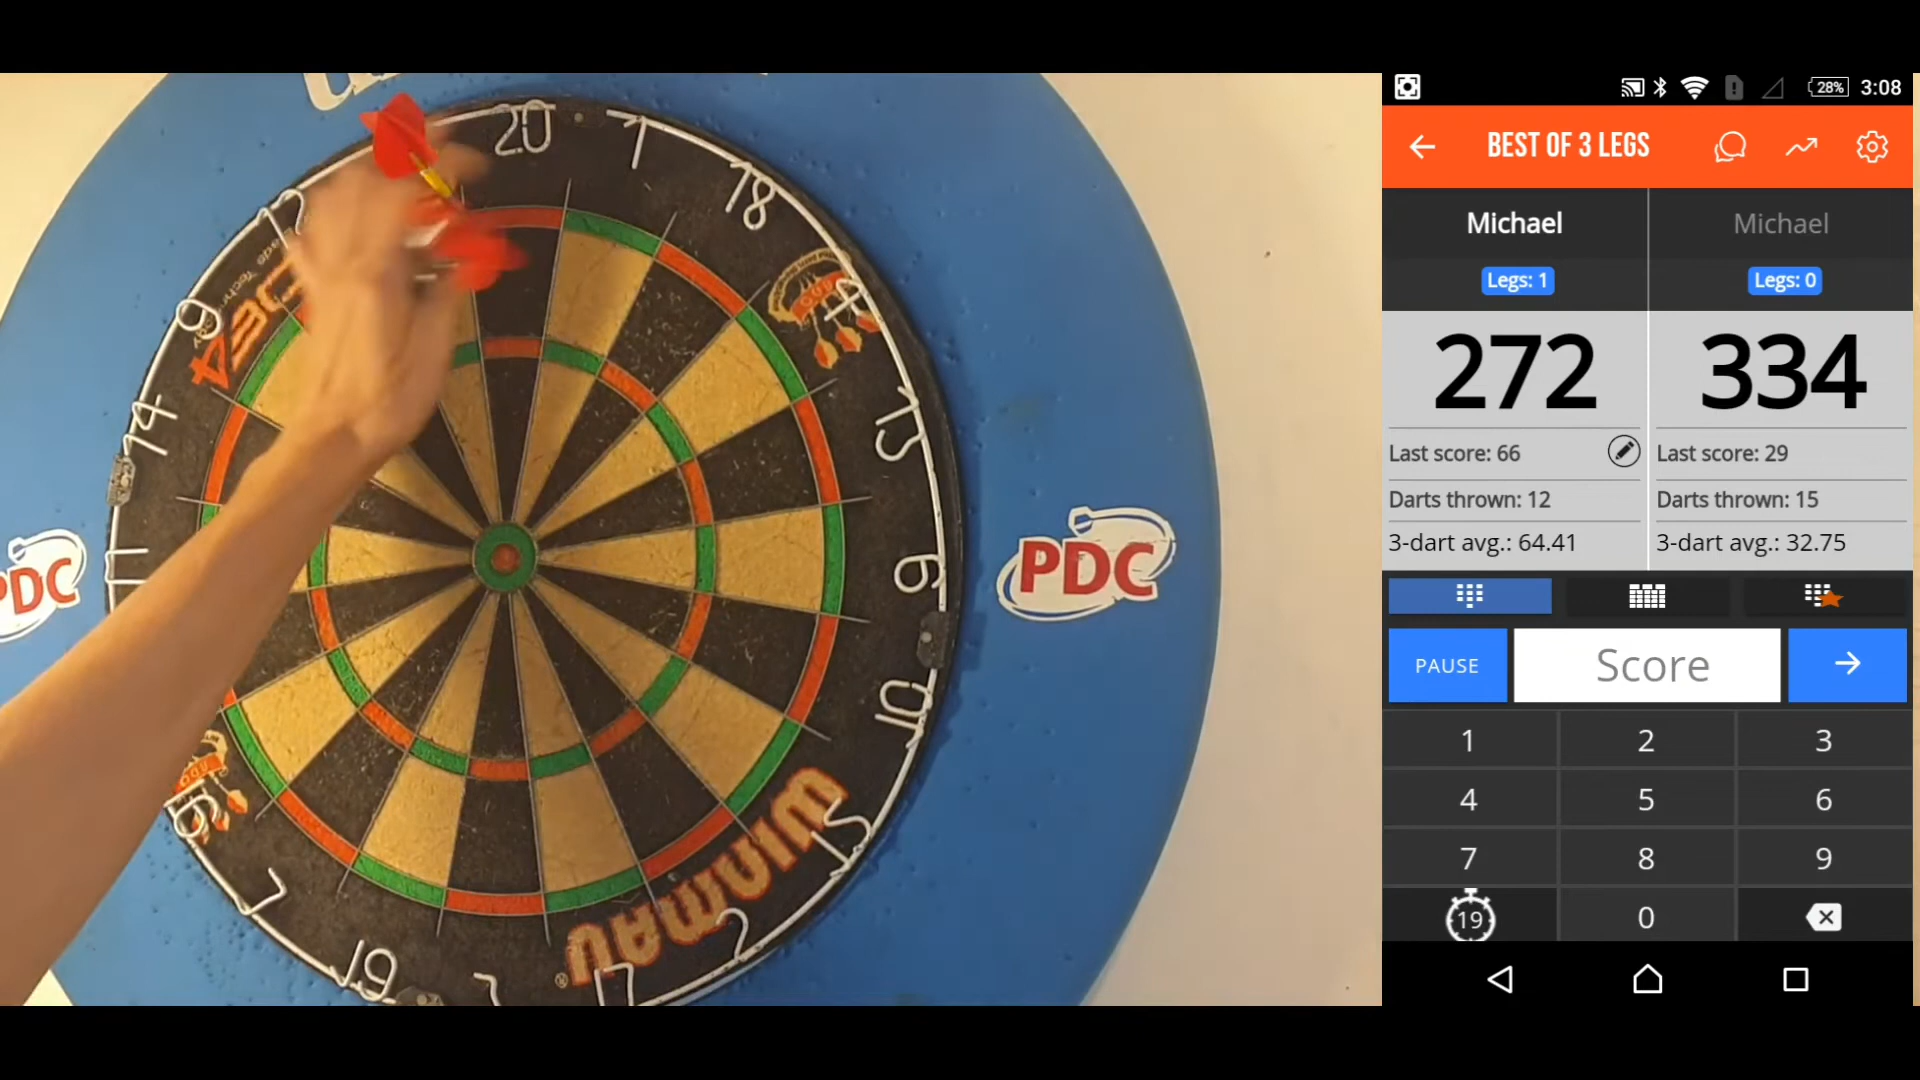 28% 3:08
BEST OF 3 LEGS
Michael Michael
Legs: 1 Legs: 0
272 334
Last score: 66 Last score: 29
Darts thrown: 12 Darts thrown: 15
3-dart avg.: 64.41 3-dart avg.: 32.75
PAUSE Score
1 2 3
4 5 6
7 8 9
19 0
20
1
18
4
13
6
10
15
2
17
3
19
7
16
11
14
9
12
PDC
PDC
WINMAU